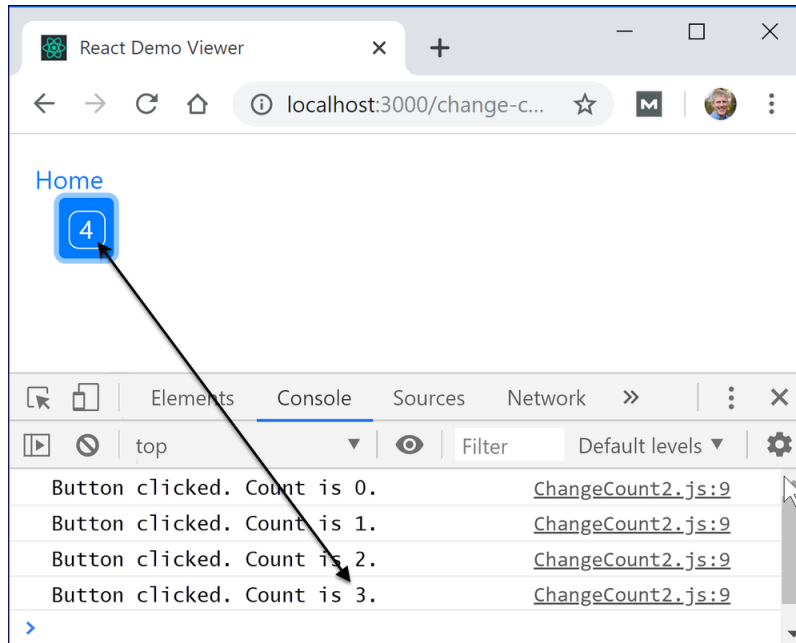 React Demo Viewer
localhost:3000/change-c...
Home
4
Elements Console Sources Network »
top Filter Default levels ▼
Button clicked. Count is 0. ChangeCount2.js:9
Button clicked. Count is 1. ChangeCount2.js:9
Button clicked. Count is 2. ChangeCount2.js:9
Button clicked. Count is 3. ChangeCount2.js:9